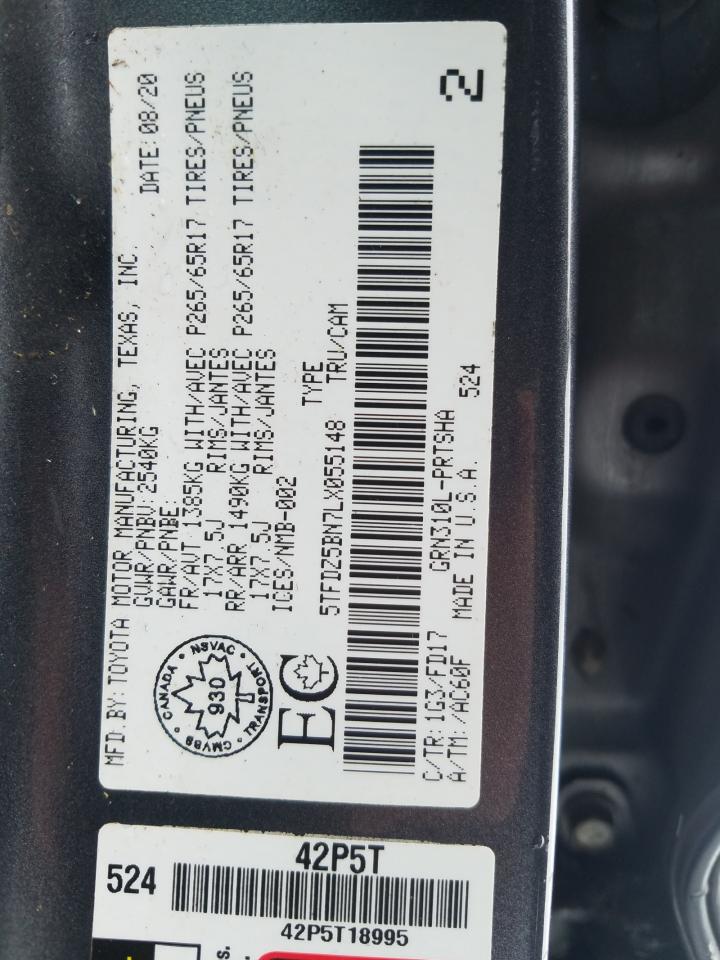 MFD.BY: TOYOTA MOTOR MANUFACTURING, TEXAS, INC. DATE: 08/20
GVWR/PNBV: 2540KG
GAWR/PNBE:
FR/AVT 1385KG WITH/AVEC P265/65R17 TIRES/PNEUS
17X7.5J RIMS/JANTES
RR/ARR 1490KG WITH/AVEC P265/65R17 TIRES/PNEUS
17X7.5J RIMS/JANTES
ICES/NMB-002
CANADA · NSVAC · TRANSPORT · CMVSS ·
930
EC
TYPE
5TFDZ5BN7LX055148 TRU/CAM
2
C/TR: 1G3/FD17 GRN310L-PRTSHA
A/TM: /AC60F MADE IN U.S.A. 524
42P5T
524
42P5T18995
s.